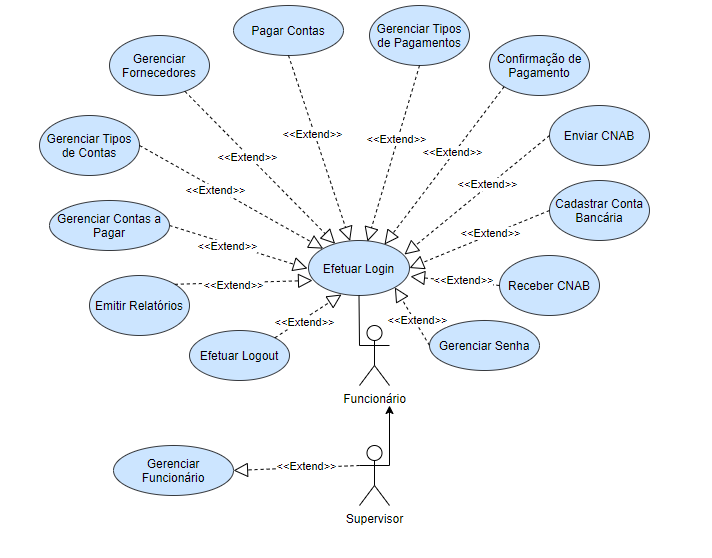 Pagar Contas
Gerenciar Tipos
de Pagamentos
Gerenciar
Fornecedores
Confirmação de
Pagamento
<<Extend>>
<<Extend>>
Enviar CNAB
Gerenciar Tipos
de Contas
<<Extend>>
<<Extend>>
<<Extend>>
<<Extend>>
Cadastrar Conta
Bancária
Gerenciar Contas a
Pagar
<<Extend>>
<<Extend>>
Efetuar Login
<<Extend>>
<<Extend>>
Receber CNAB
Emitir Relatórios
<<Extend>>
<<Extend>>
Efetuar Logout
Gerenciar Senha
Funcionário
Gerenciar
Funcionário
<<Extend>>
Supervisor